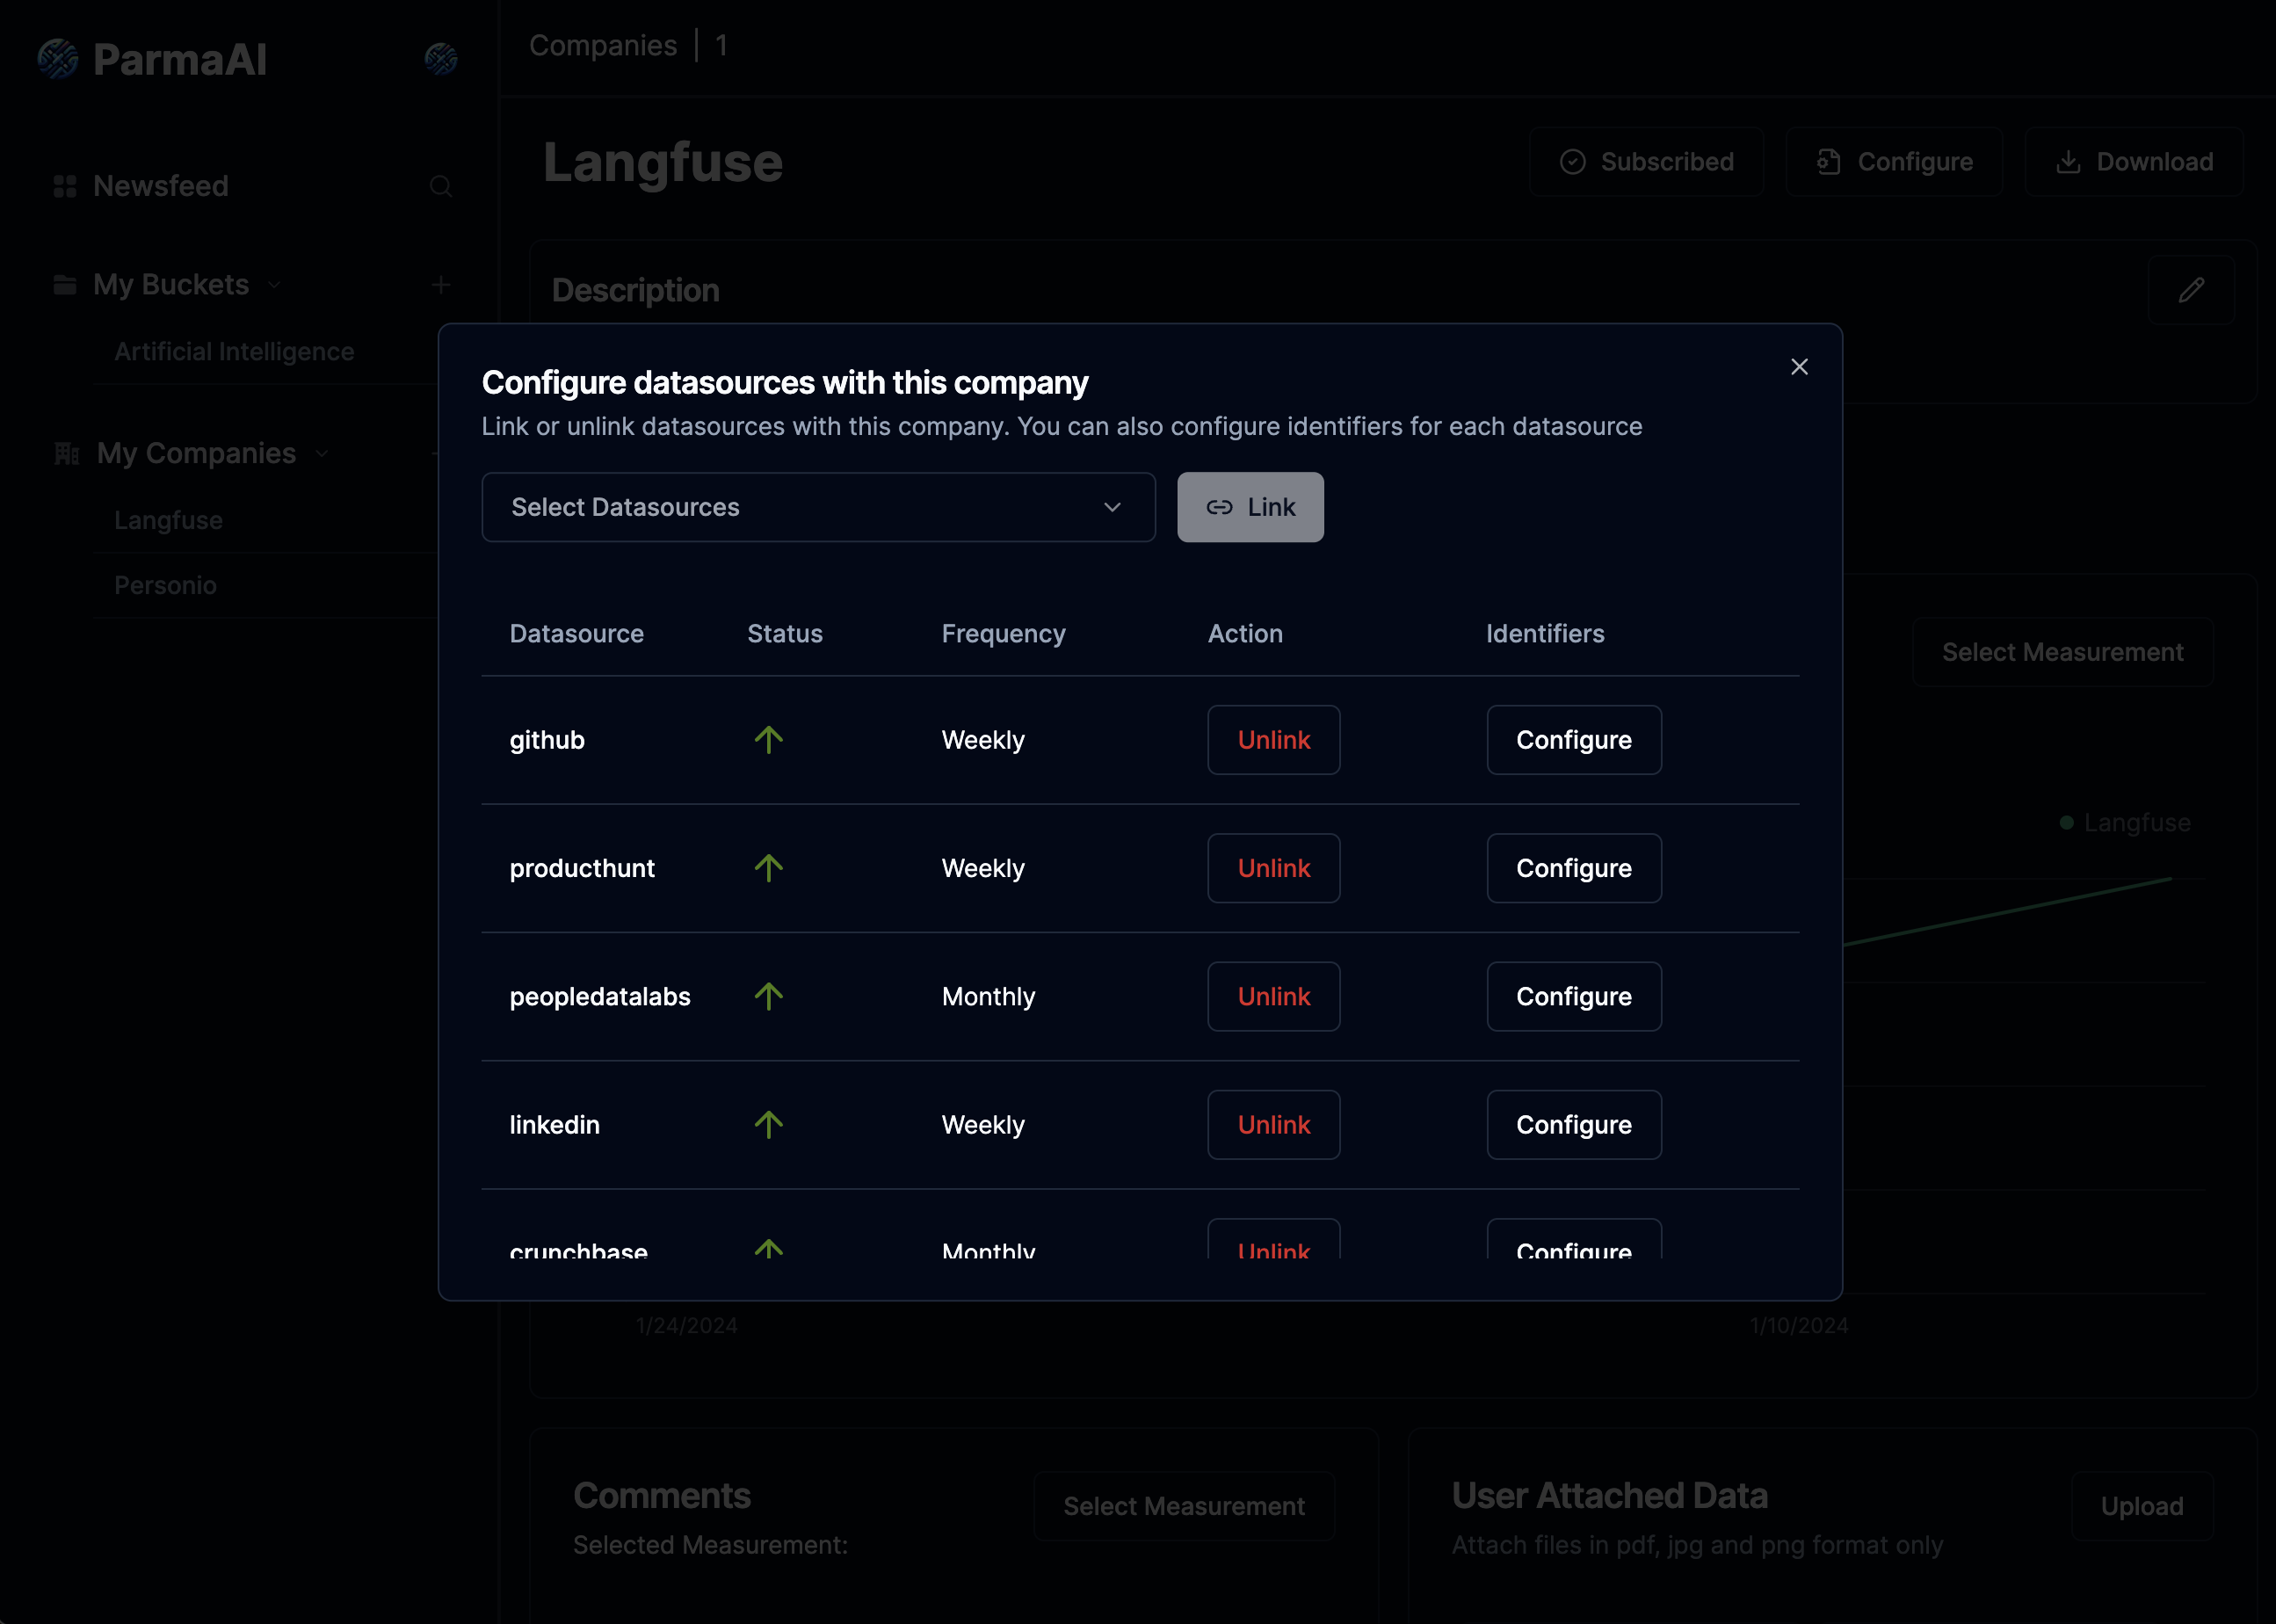 ParmaAI
Newsfeed
My Buckets
Artificial Intelligence
My Companies
Langfuse
Personio
Companies | 1
Langfuse
Subscribed
Configure
Download
Description
Configure datasources with this company
Link or unlink datasources with this company. You can also configure identifiers for each datasource
Select Datasources
Link
Datasource Status Frequency Action Identifiers
github Weekly Unlink Configure
producthunt Weekly Unlink Configure
peopledatalabs Monthly Unlink Configure
linkedin Weekly Unlink Configure
crunchbase Monthly Unlink Configure
Select Measurement
Langfuse
1/24/2024
1/10/2024
Comments
Select Measurement
Selected Measurement:
User Attached Data
Upload
Attach files in pdf, jpg and png format only